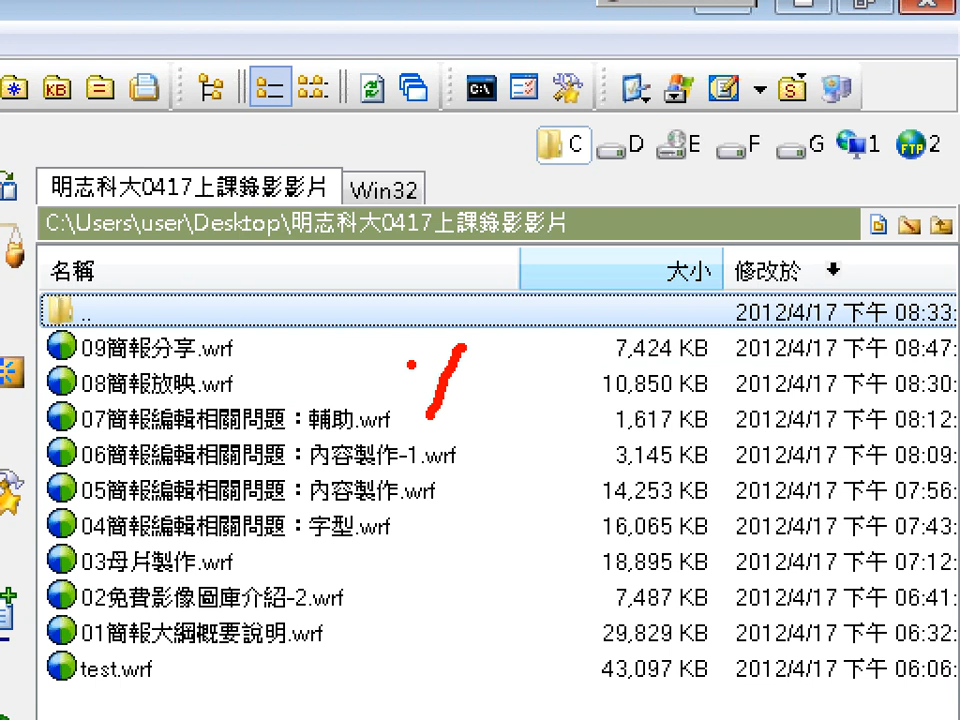 KB
C:\
S
C D E F G 1 FTP 2
明志科大0417上課錄影影片 Win32
C:\Users\user\Desktop\明志科大0417上課錄影影片
名稱 大小 修改於
.. 2012/4/17 下午 08:33:
09簡報分享.wrf 7,424 KB 2012/4/17 下午 08:47:
08簡報放映.wrf 10,850 KB 2012/4/17 下午 08:30:
07簡報編輯相關問題：輔助.wrf 1,617 KB 2012/4/17 下午 08:12:
06簡報編輯相關問題：內容製作-1.wrf 3,145 KB 2012/4/17 下午 08:09:
05簡報編輯相關問題：內容製作.wrf 14,253 KB 2012/4/17 下午 07:56:
04簡報編輯相關問題：字型.wrf 16,065 KB 2012/4/17 下午 07:43:
03母片製作.wrf 18,895 KB 2012/4/17 下午 07:12:
02免費影像圖庫介紹-2.wrf 7,487 KB 2012/4/17 下午 06:41:
01簡報大綱概要說明.wrf 29,829 KB 2012/4/17 下午 06:32:
test.wrf 43,097 KB 2012/4/17 下午 06:06: